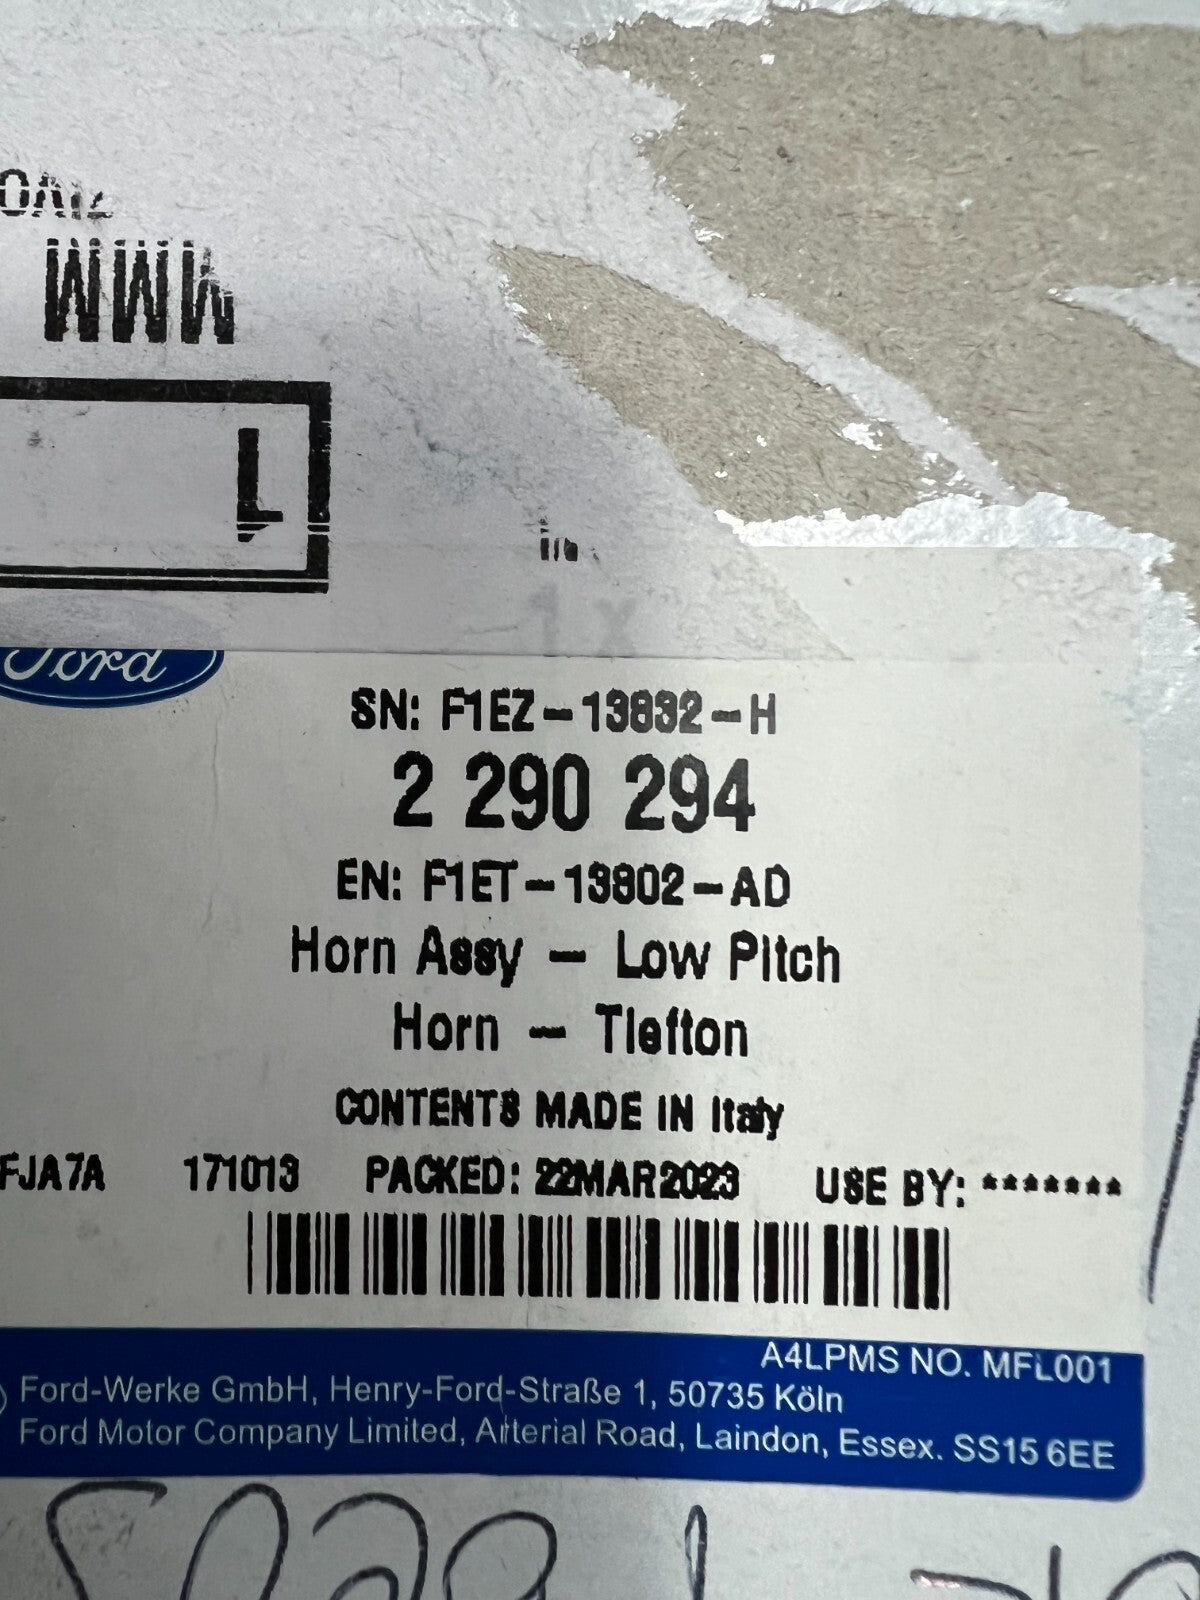 MMM
1
1x
Ford
SN: F1EZ-13832-H
2 290 294
EN: F1ET-13802-AD
Horn Assy - Low Pitch
Horn - Tiefton
CONTENTS MADE IN Italy
FJA7A 171013 PACKED: 22MAR2023 USE BY: *******
A4LPMS NO. MFL001
Ford-Werke GmbH, Henry-Ford-Straße 1, 50735 Köln
Ford Motor Company Limited, Arterial Road, Laindon, Essex. SS15 6EE